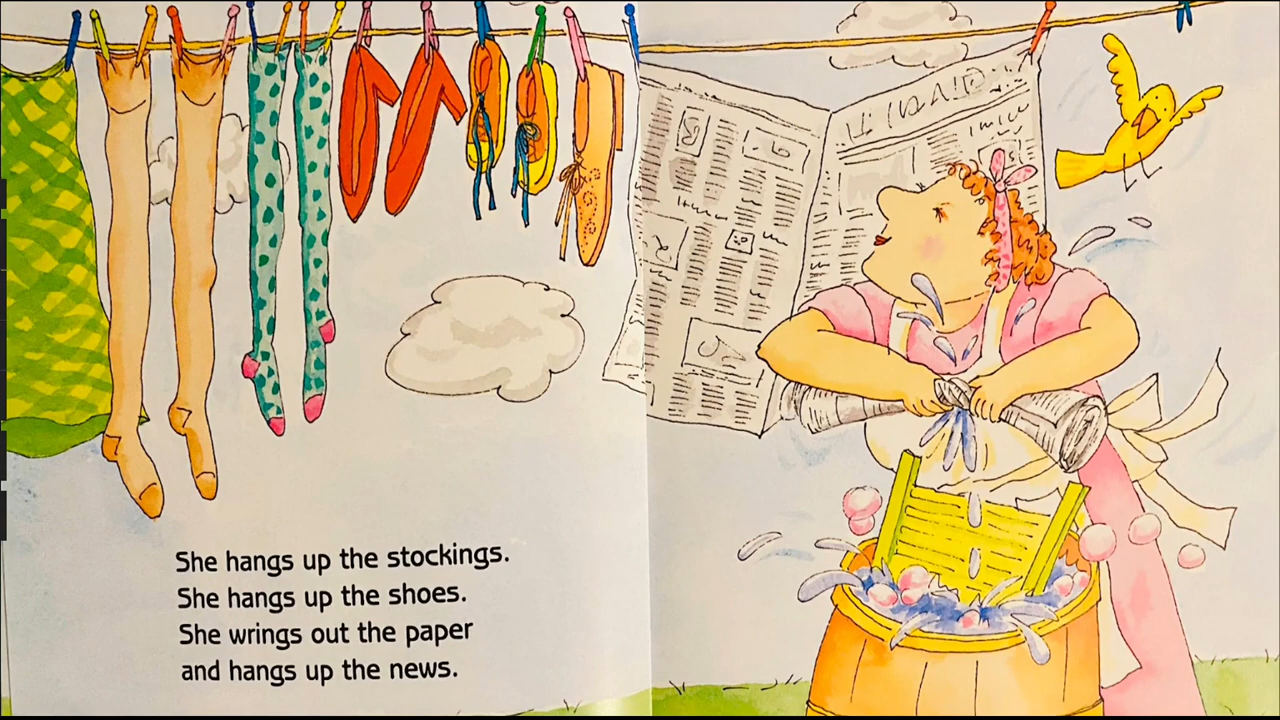 She hangs up the stockings.
She hangs up the shoes.
She wrings out the paper
and hangs up the news.